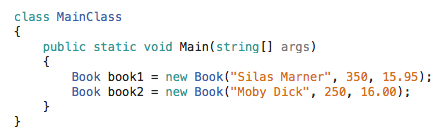 class MainClass
{
    public static void Main(string[] args)
    {
        Book book1 = new Book("Silas Marner", 350, 15.95);
        Book book2 = new Book("Moby Dick", 250, 16.00);
    }
}